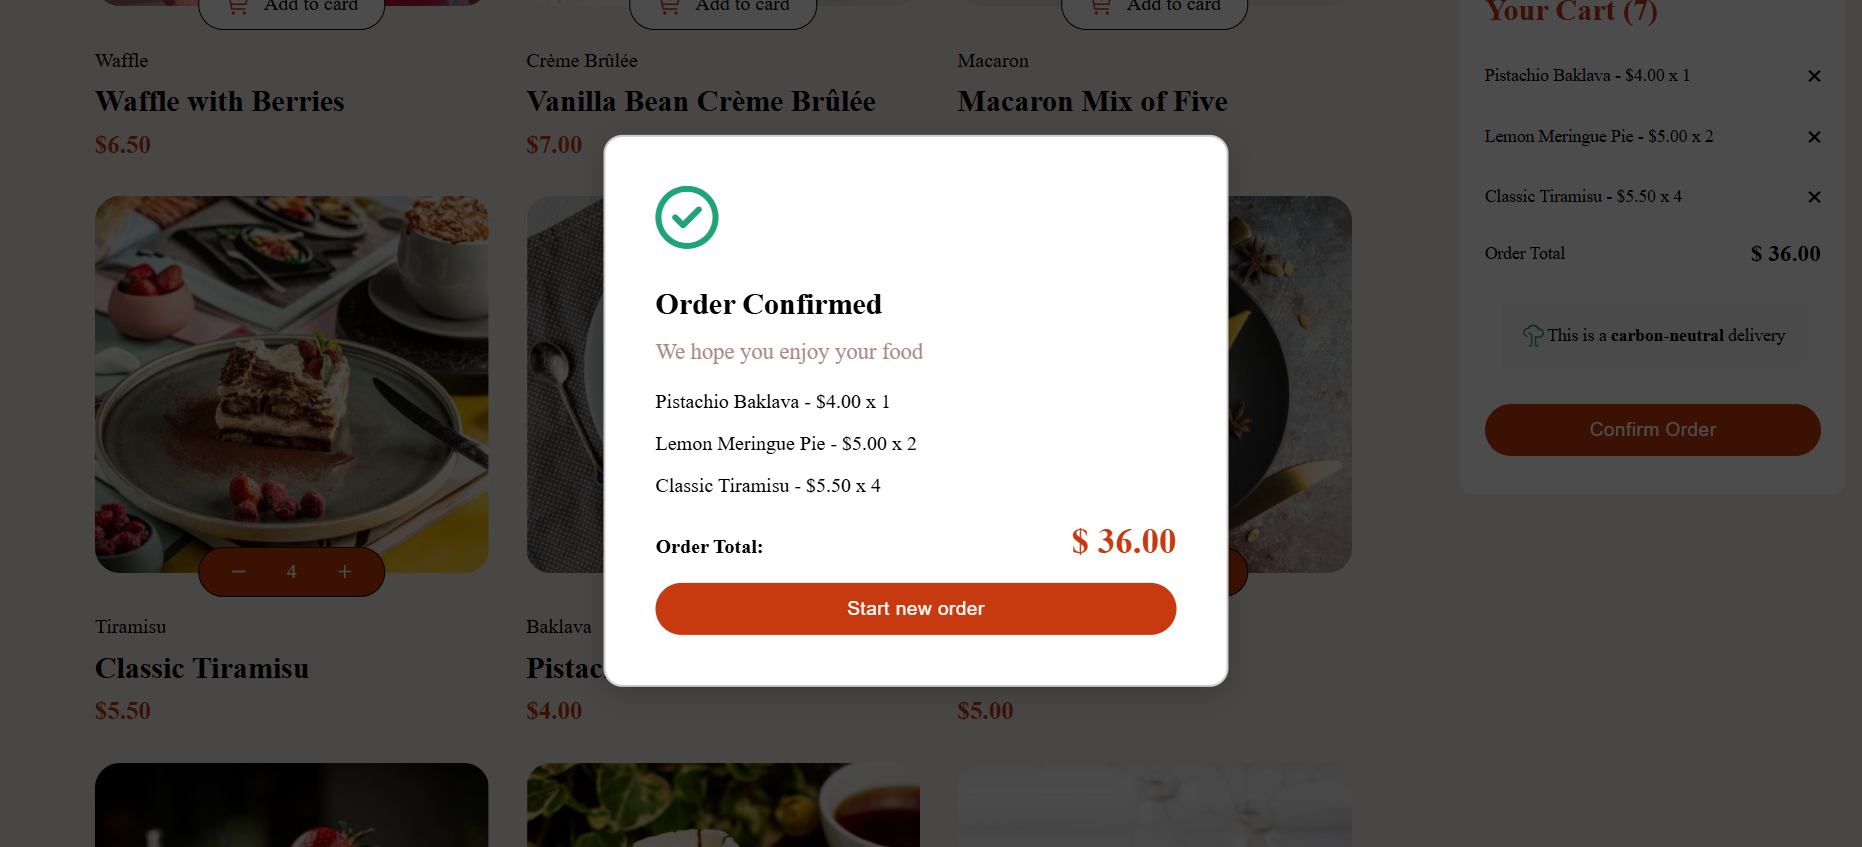 Add to card
Add to card
Add to card
Waffle
Waffle with Berries
$6.50
Crème Brûlée
Vanilla Bean Crème Brûlée
$7.00
Macaron
Macaron Mix of Five
Your Cart (7)
Pistachio Baklava - $4.00 x 1
Lemon Meringue Pie - $5.00 x 2
Classic Tiramisu - $5.50 x 4
Order Total $ 36.00
This is a carbon-neutral delivery
Confirm Order
Order Confirmed
We hope you enjoy your food
Pistachio Baklava - $4.00 x 1
Lemon Meringue Pie - $5.00 x 2
Classic Tiramisu - $5.50 x 4
Order Total: $ 36.00
Start new order
− 4 +
Tiramisu
Classic Tiramisu
$5.50
Baklava
Pistac
$4.00
$5.00